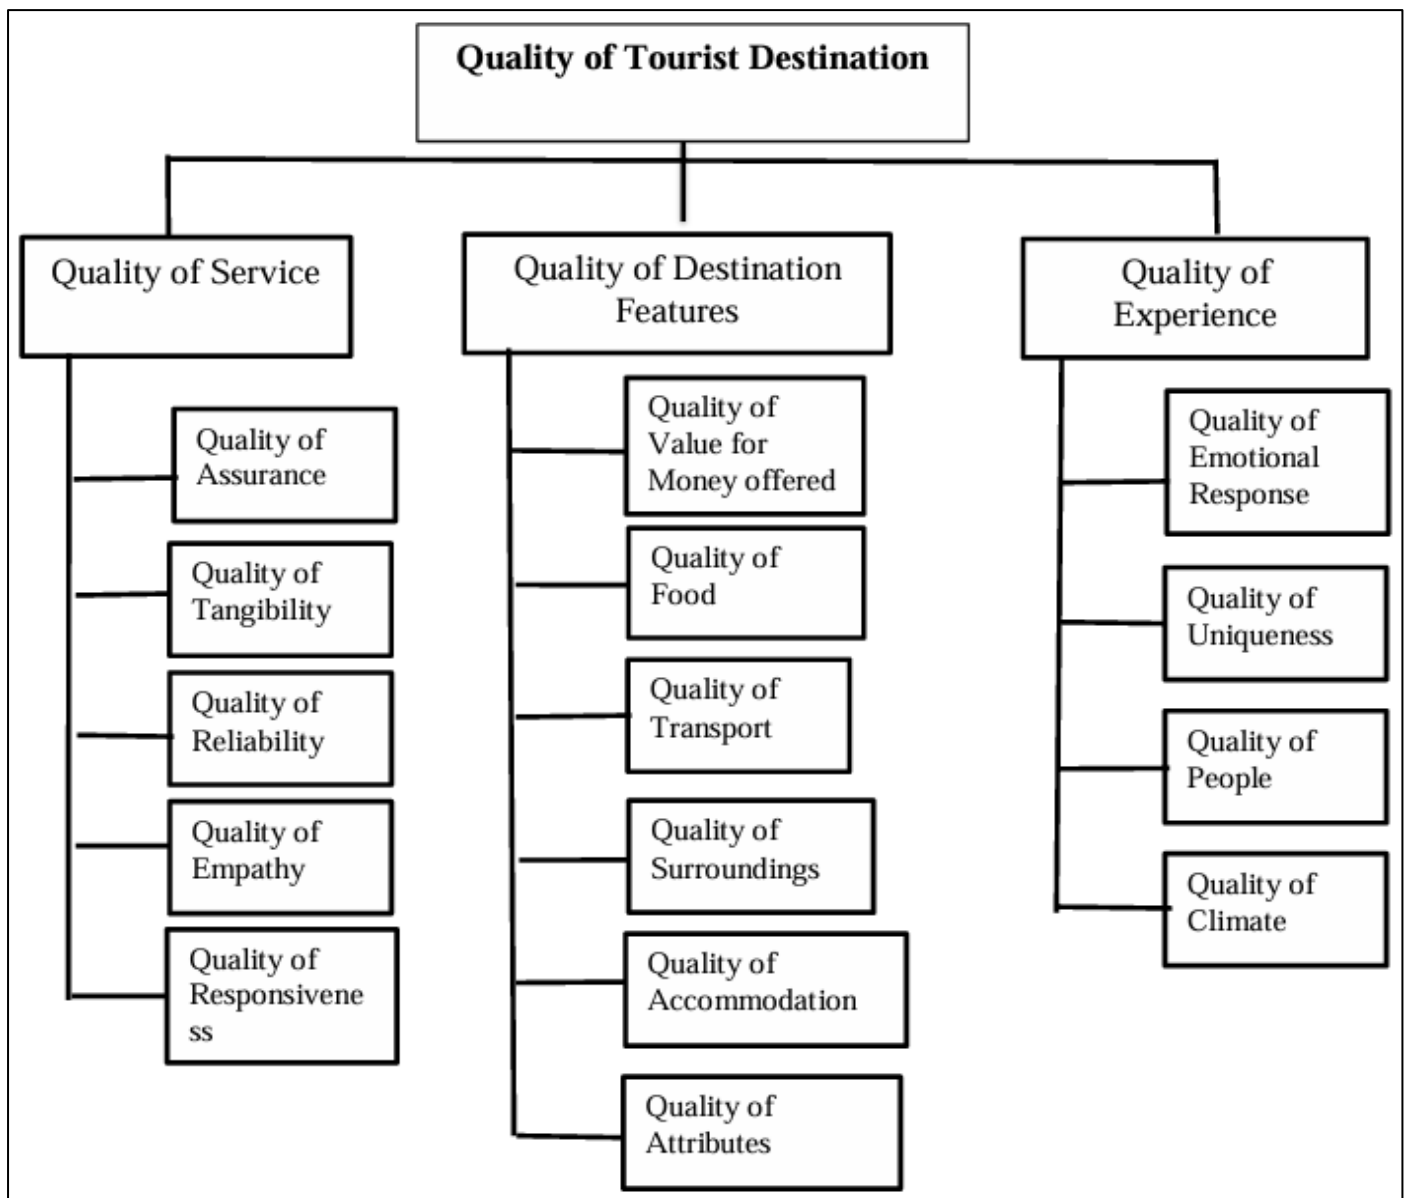 Quality of Tourist Destination
Quality of Service
Quality of Destination
Features
Quality of
Experience
Quality of
Assurance
Quality of
Tangibility
Quality of
Reliability
Quality of
Empathy
Quality of
Responsivene
ss
Quality of
Value for
Money offered
Quality of
Food
Quality of
Transport
Quality of
Surroundings
Quality of
Accommodation
Quality of
Attributes
Quality of
Emotional
Response
Quality of
Uniqueness
Quality of
People
Quality of
Climate